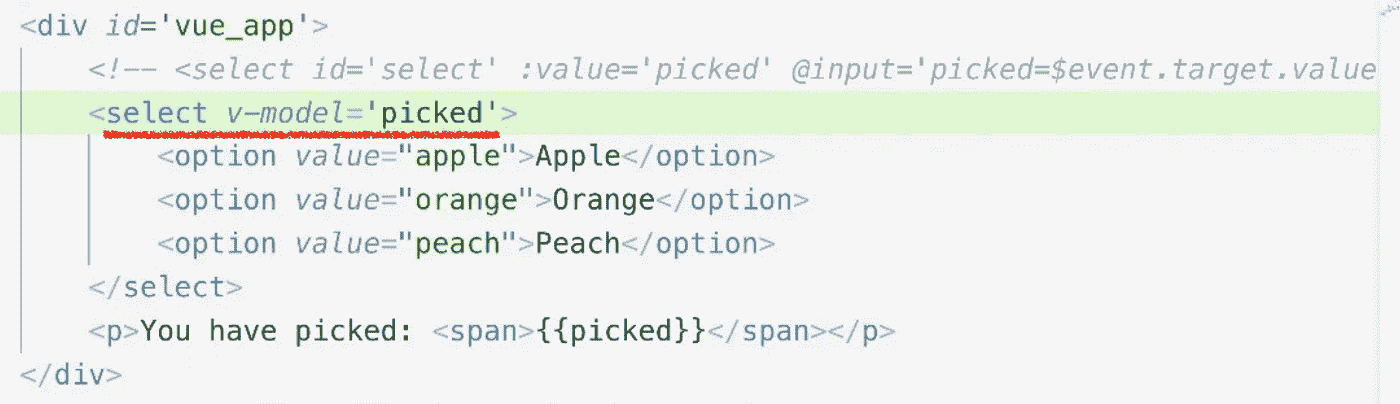 <div id='vue_app'>
<!-- <select id='select' :value='picked' @input='picked=$event.target.value
<select v-model='picked'>
<option value="apple">Apple</option>
<option value="orange">Orange</option>
<option value="peach">Peach</option>
</select>
<p>You have picked: <span>{{picked}}</span></p>
</div>